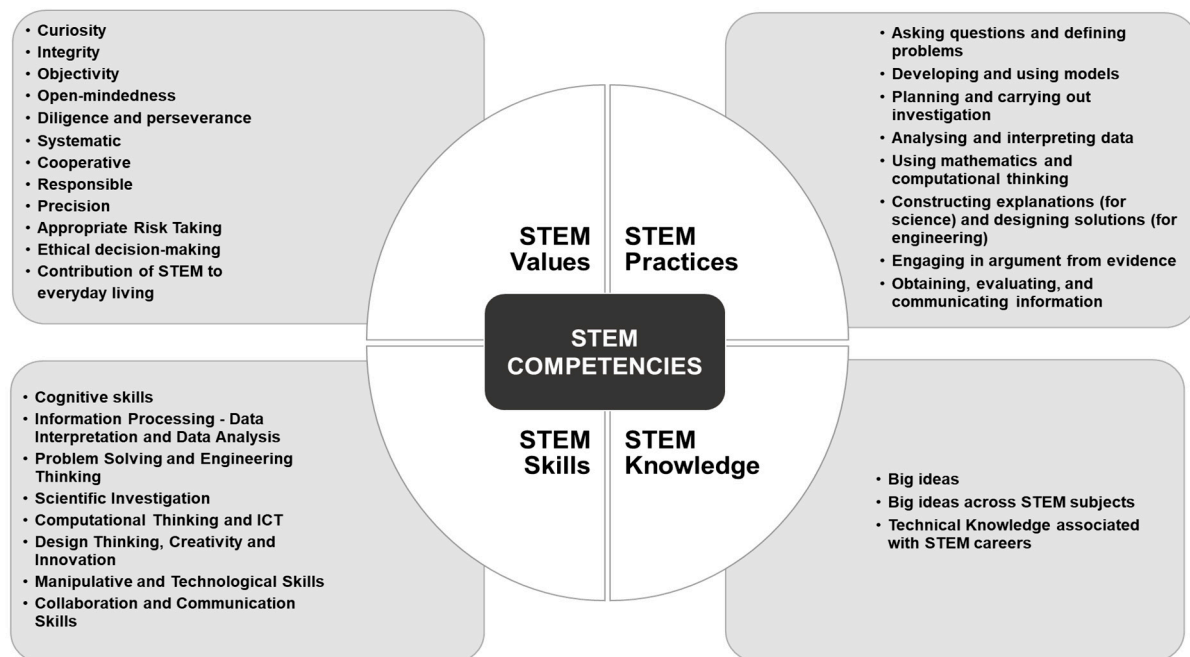 • Curiosity
• Integrity
• Objectivity
• Open-mindedness
• Diligence and perseverance
• Systematic
• Cooperative
• Responsible
• Precision
• Appropriate Risk Taking
• Ethical decision-making
• Contribution of STEM to
everyday living
• Asking questions and defining
problems
• Developing and using models
• Planning and carrying out
investigation
• Analysing and interpreting data
• Using mathematics and
computational thinking
• Constructing explanations (for
science) and designing solutions (for
engineering)
• Engaging in argument from evidence
• Obtaining, evaluating, and
communicating information
STEM
Values
STEM
Practices
STEM
COMPETENCIES
STEM
Skills
STEM
Knowledge
• Cognitive skills
• Information Processing - Data
Interpretation and Data Analysis
• Problem Solving and Engineering
Thinking
• Scientific Investigation
• Computational Thinking and ICT
• Design Thinking, Creativity and
Innovation
• Manipulative and Technological Skills
• Collaboration and Communication
Skills
• Big ideas
• Big ideas across STEM subjects
• Technical Knowledge associated
with STEM careers